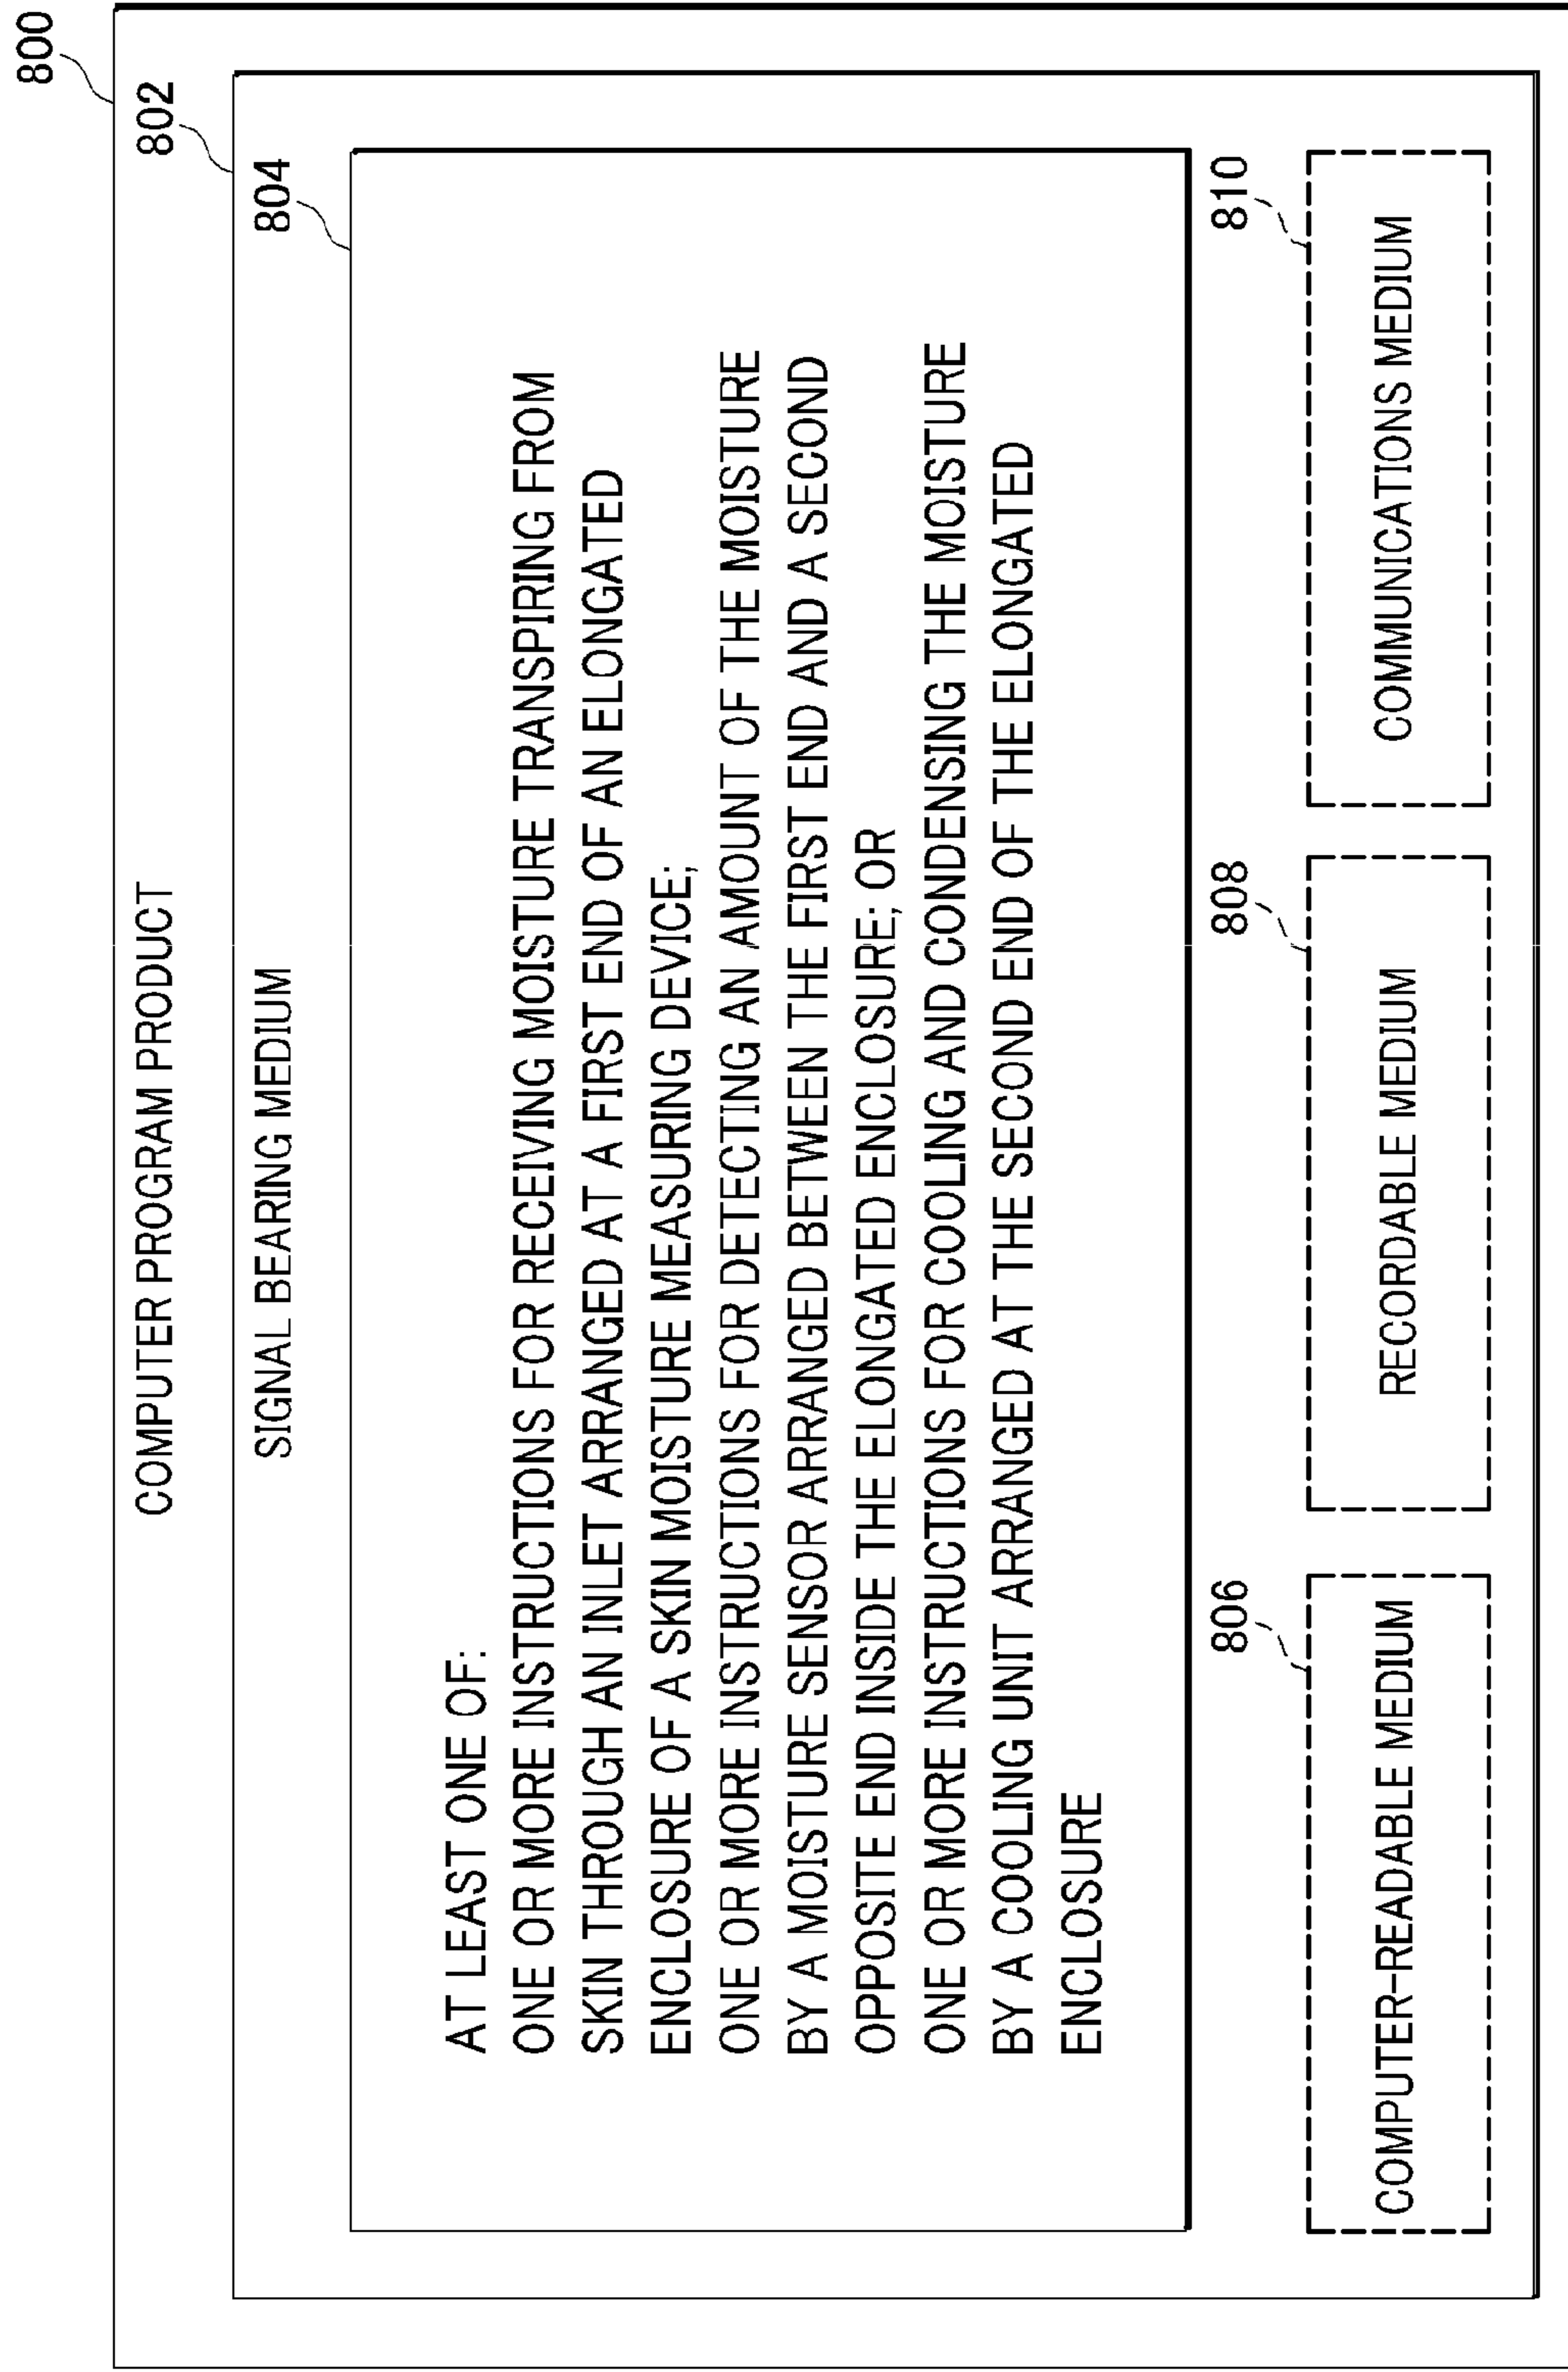 800
COMPUTER PROGRAM PRODUCT
802
SIGNAL BEARING MEDIUM
804
AT LEAST ONE OF:
ONE OR MORE INSTRUCTIONS FOR RECEIVING MOISTURE TRANSPIRING FROM
SKIN THROUGH AN INLET ARRANGED AT A FIRST END OF AN ELONGATED
ENCLOSURE OF A SKIN MOISTURE MEASURING DEVICE;
ONE OR MORE INSTRUCTIONS FOR DETECTING AN AMOUNT OF THE MOISTURE
BY A MOISTURE SENSOR ARRANGED BETWEEN THE FIRST END AND A SECOND
OPPOSITE END INSIDE THE ELONGATED ENCLOSURE; OR
ONE OR MORE INSTRUCTIONS FOR COOLING AND CONDENSING THE MOISTURE
BY A COOLING UNIT ARRANGED AT THE SECOND END OF THE ELONGATED
ENCLOSURE
806
COMPUTER-READABLE MEDIUM
808
RECORDABLE MEDIUM
810
COMMUNICATIONS MEDIUM